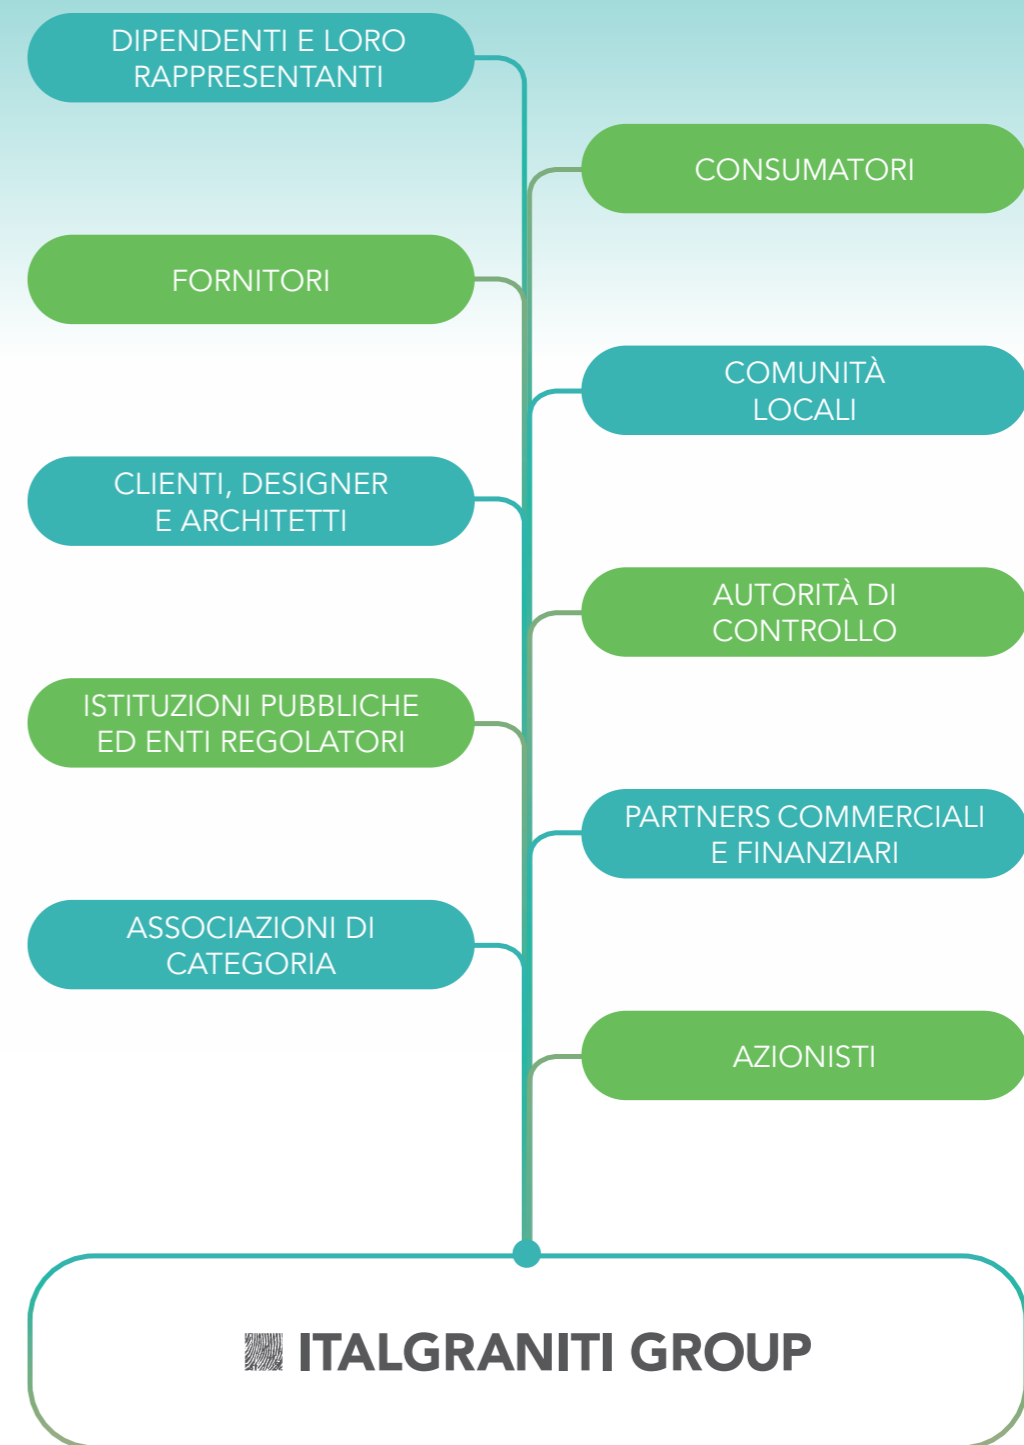 DIPENDENTI E LORO
RAPPRESENTANTI
CONSUMATORI
FORNITORI
COMUNITÀ
LOCALI
CLIENTI, DESIGNER
E ARCHITETTI
AUTORITÀ DI
CONTROLLO
ISTITUZIONI PUBBLICHE
ED ENTI REGOLATORI
PARTNERS COMMERCIALI
E FINANZIARI
ASSOCIAZIONI DI
CATEGORIA
AZIONISTI
ITALGRANITI GROUP